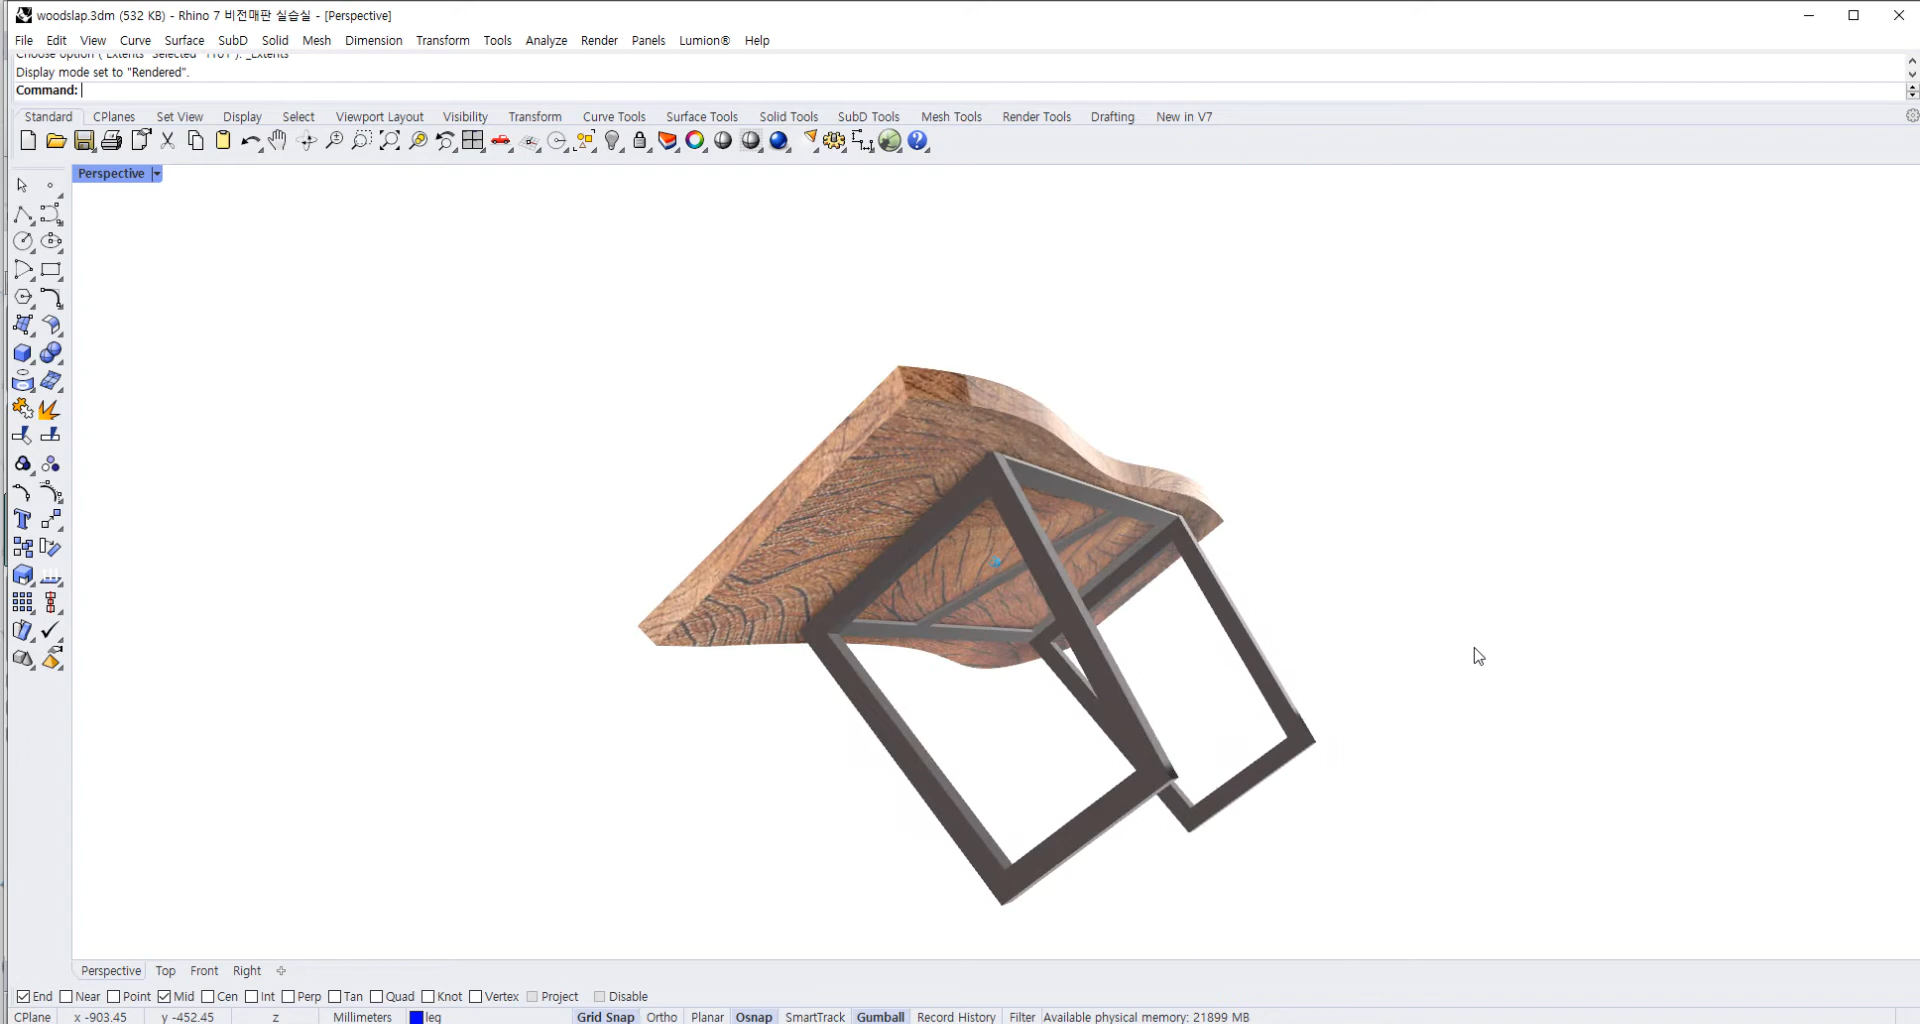 woodslap.3dm (532 KB) - Rhino 7 비전매판 실습실 - [Perspective]
File Edit View Curve Surface SubD Solid Mesh Dimension Transform Tools Analyze Render Panels Lumion® Help
Display mode set to "Rendered".
Command:
Standard CPlanes Set View Display Select Viewport Layout Visibility Transform Curve Tools Surface Tools Solid Tools SubD Tools Mesh Tools Render Tools Drafting New in V7
Perspective
Perspective Top Front Right
End Near Point Mid Cen Int Perp Tan Quad Knot Vertex Project Disable
CPlane x -903.45 y -452.45 z Millimeters leg Grid Snap Ortho Planar Osnap SmartTrack Gumball Record History Filter Available physical memory: 21899 MB